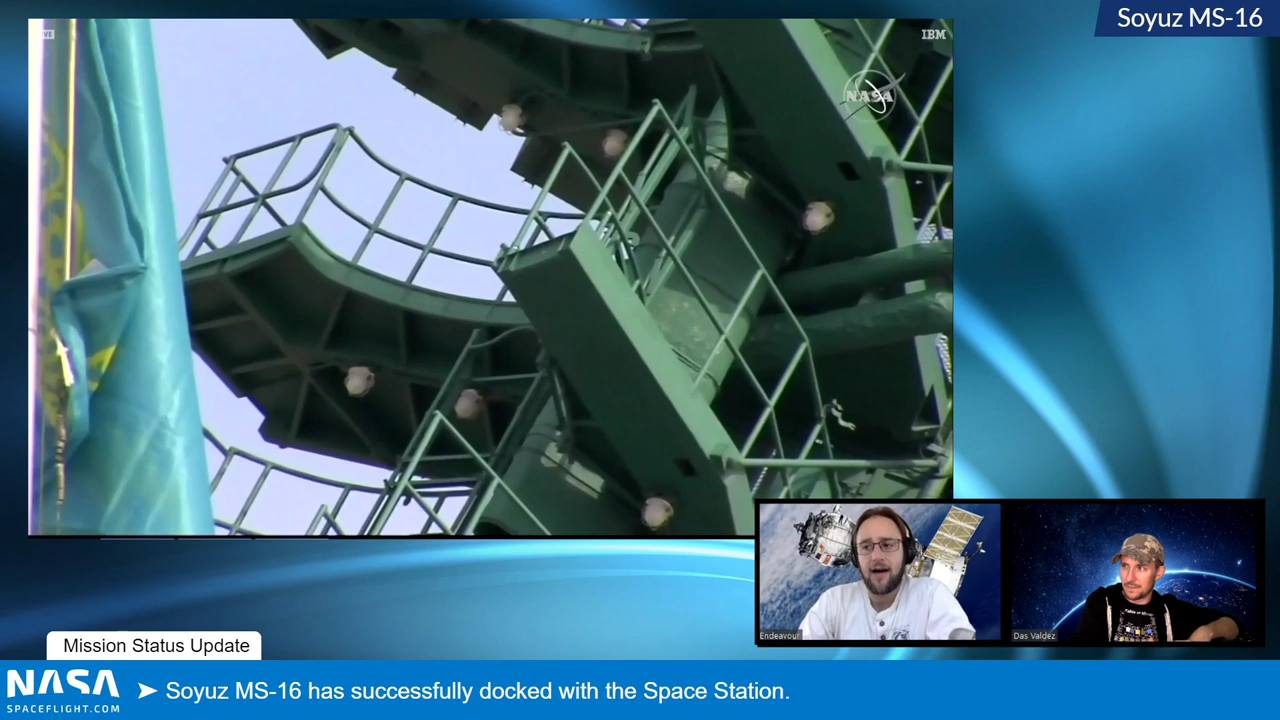 Soyuz MS-16
IBM
NASA
Endeavour
Das Valdez
Mission Status Update
NASA
SPACEFLIGHT.COM
Soyuz MS-16 has successfully docked with the Space Station.